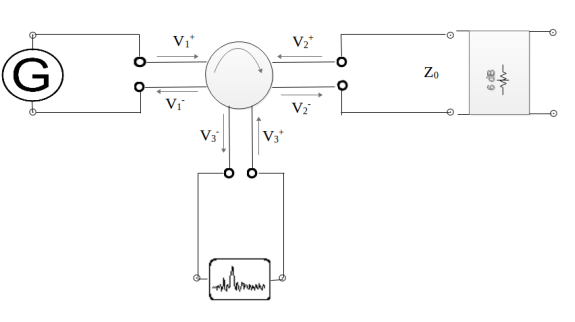 G
V₁⁺
V₁⁻
V₂⁺
V₂⁻
V₃⁻
V₃⁺
Z₀
6 dB